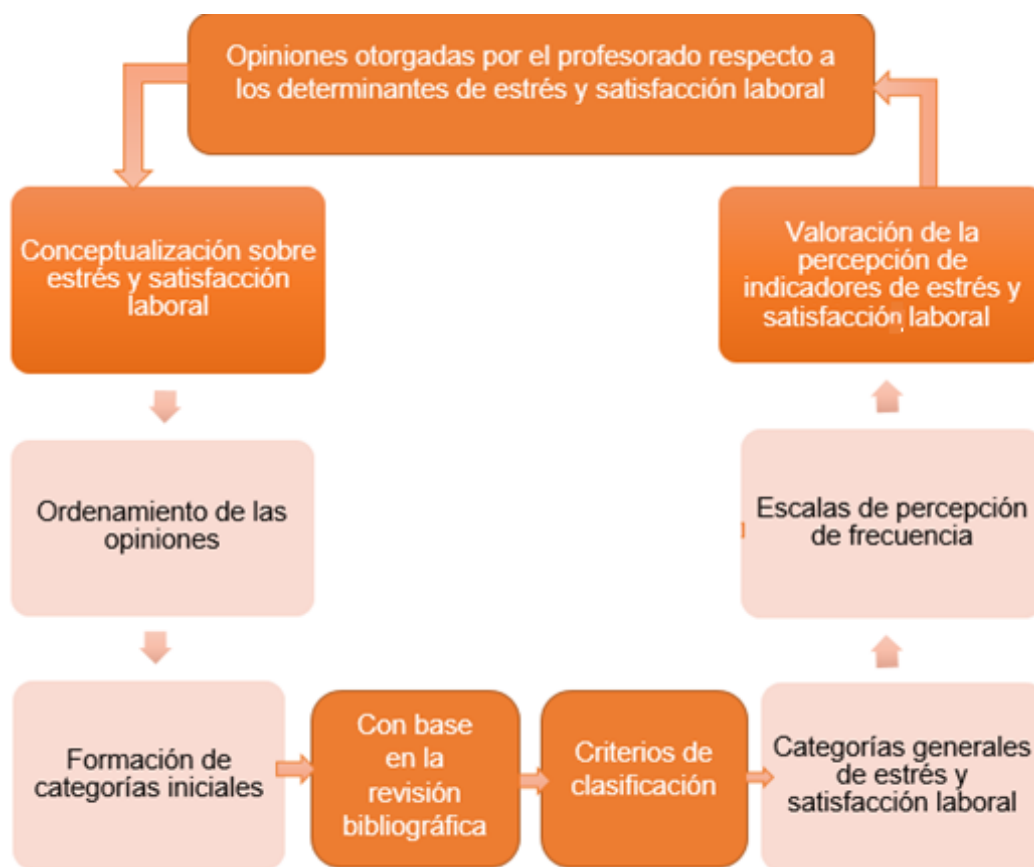 Opiniones otorgadas por el profesorado respecto a
los determinantes de estrés y satisfacción laboral
Conceptualización sobre
estrés y satisfacción
laboral
Valoración de la
percepción de
indicadores de estrés y
satisfacción laboral
Ordenamiento de las
opiniones
Escalas de percepción
de frecuencia
Formación de
categorías iniciales
Con base
en la
revisión
bibliográfica
Criterios de
clasificación
Categorías generales
de estrés y
satisfacción laboral